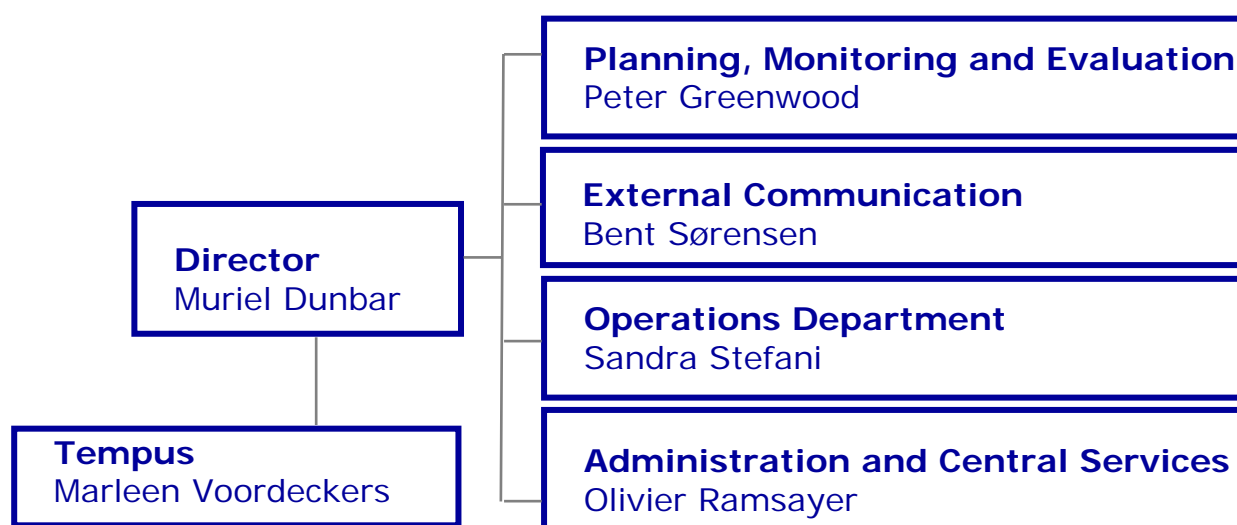 Planning, Monitoring and Evaluation
Peter Greenwood
External Communication
Bent Sørensen
Director
Muriel Dunbar
Operations Department
Sandra Stefani
Tempus
Marleen Voordeckers
Administration and Central Services
Olivier Ramsayer